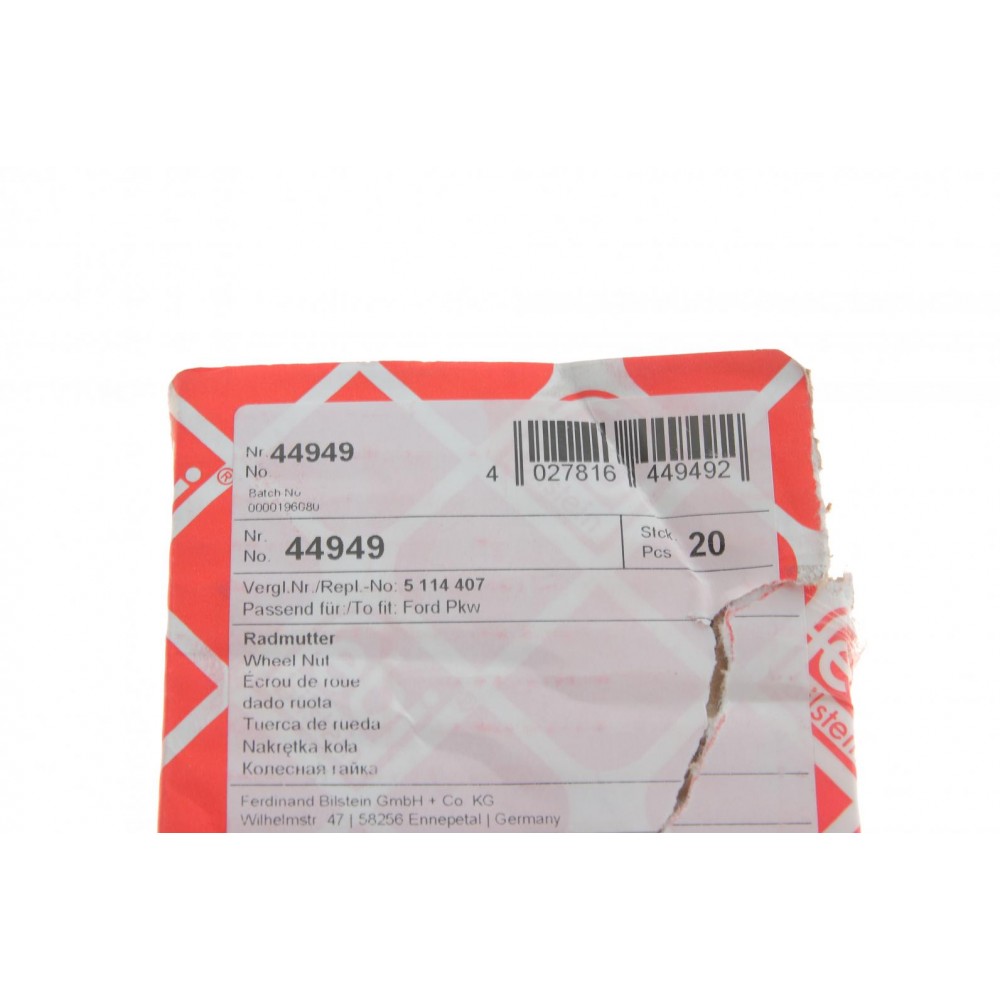 Nr. 44949
No.
Batch-No
0000196080
4 027816 449492
Nr.
No. 44949
Stck.
Pcs 20
Vergl.Nr./Repl.-No: 5 114 407
Passend für:/To fit: Ford Pkw
Radmutter
Wheel Nut
Écrou de roue
dado ruota
Tuerca de rueda
Nakrętka koła
Колесная гайка
Ferdinand Bilstein GmbH + Co KG
Wilhelmstr 47 | 58256 Ennepetal | Germany
bilstein